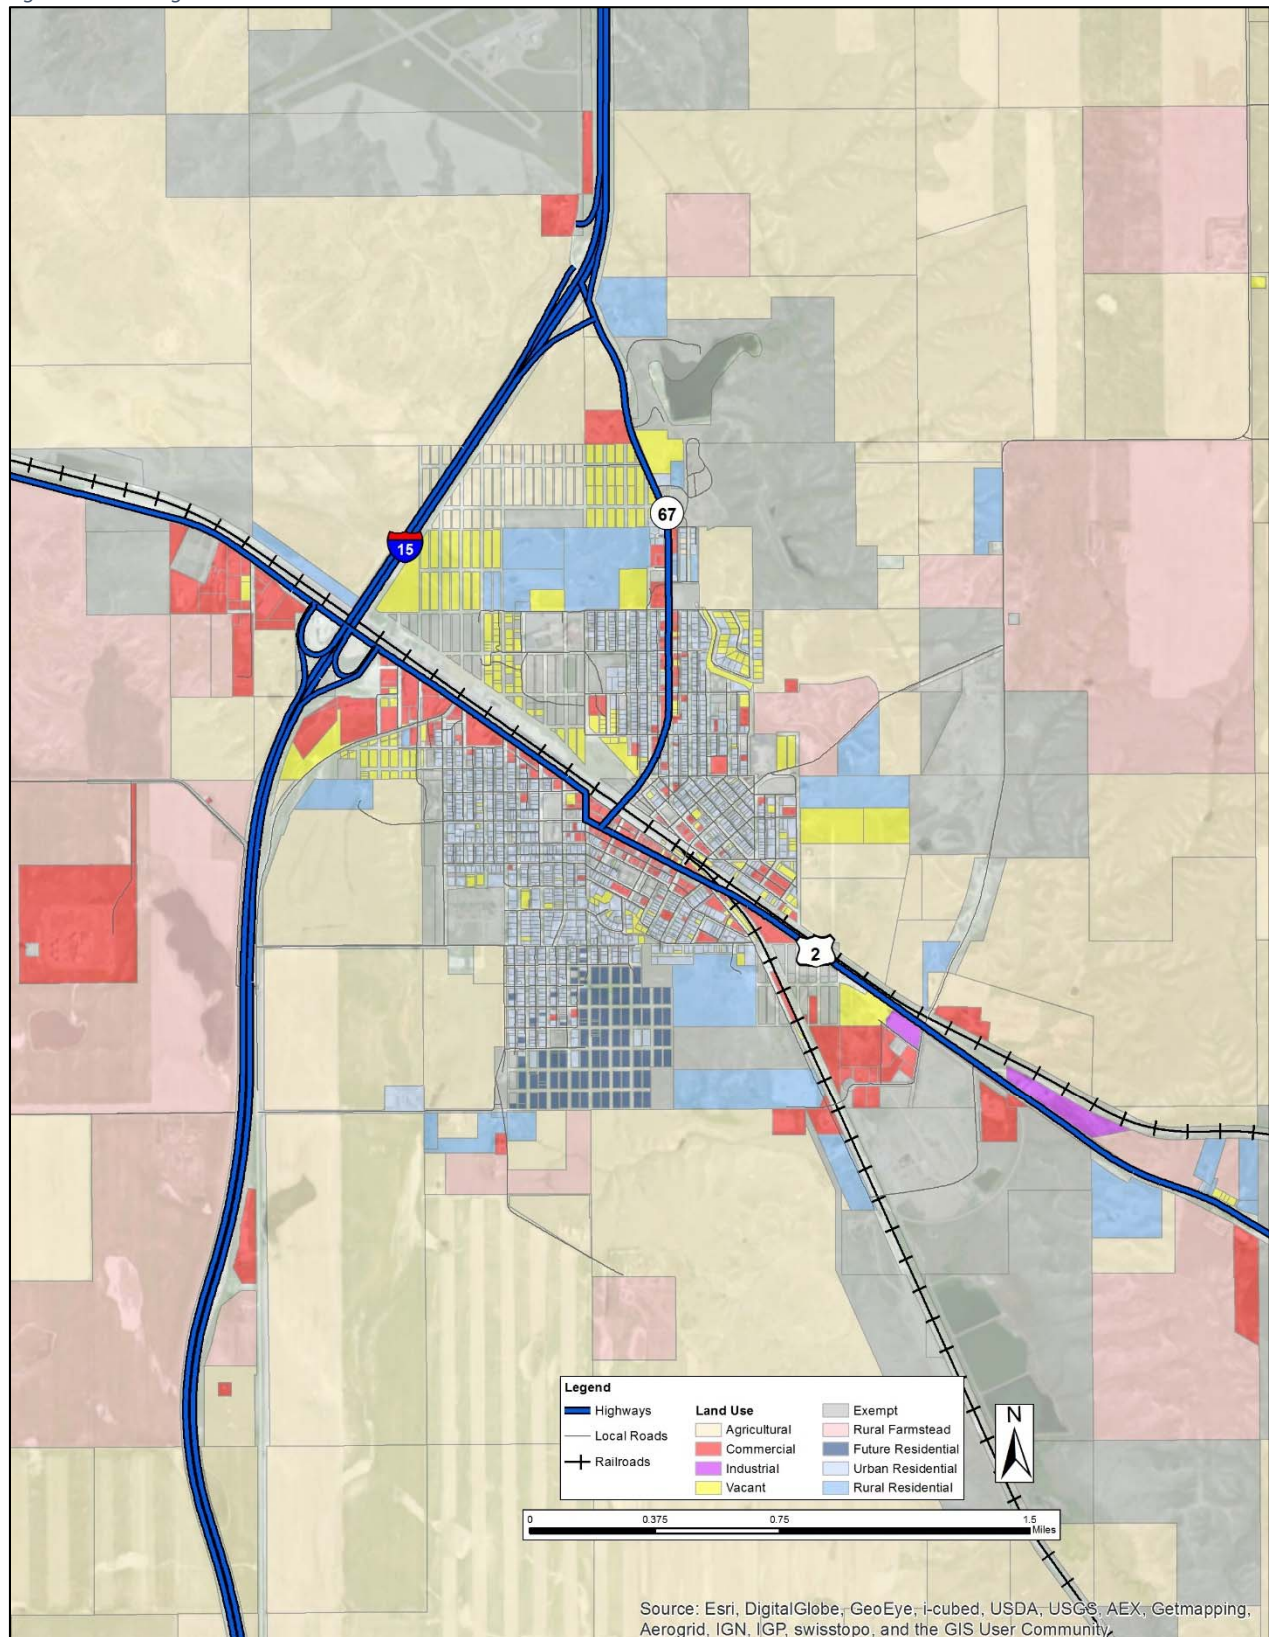 67
15
2
Legend
Highways
Local Roads
Railroads
Land Use
Agricultural
Commercial
Industrial
Vacant
Exempt
Rural Farmstead
Future Residential
Urban Residential
Rural Residential
N
0 0.375 0.75 1.5
Miles
Source: Esri, DigitalGlobe, GeoEye, i-cubed, USDA, USGS, AEX, Getmapping,
Aerogrid, IGN, IGP, swisstopo, and the GIS User Community